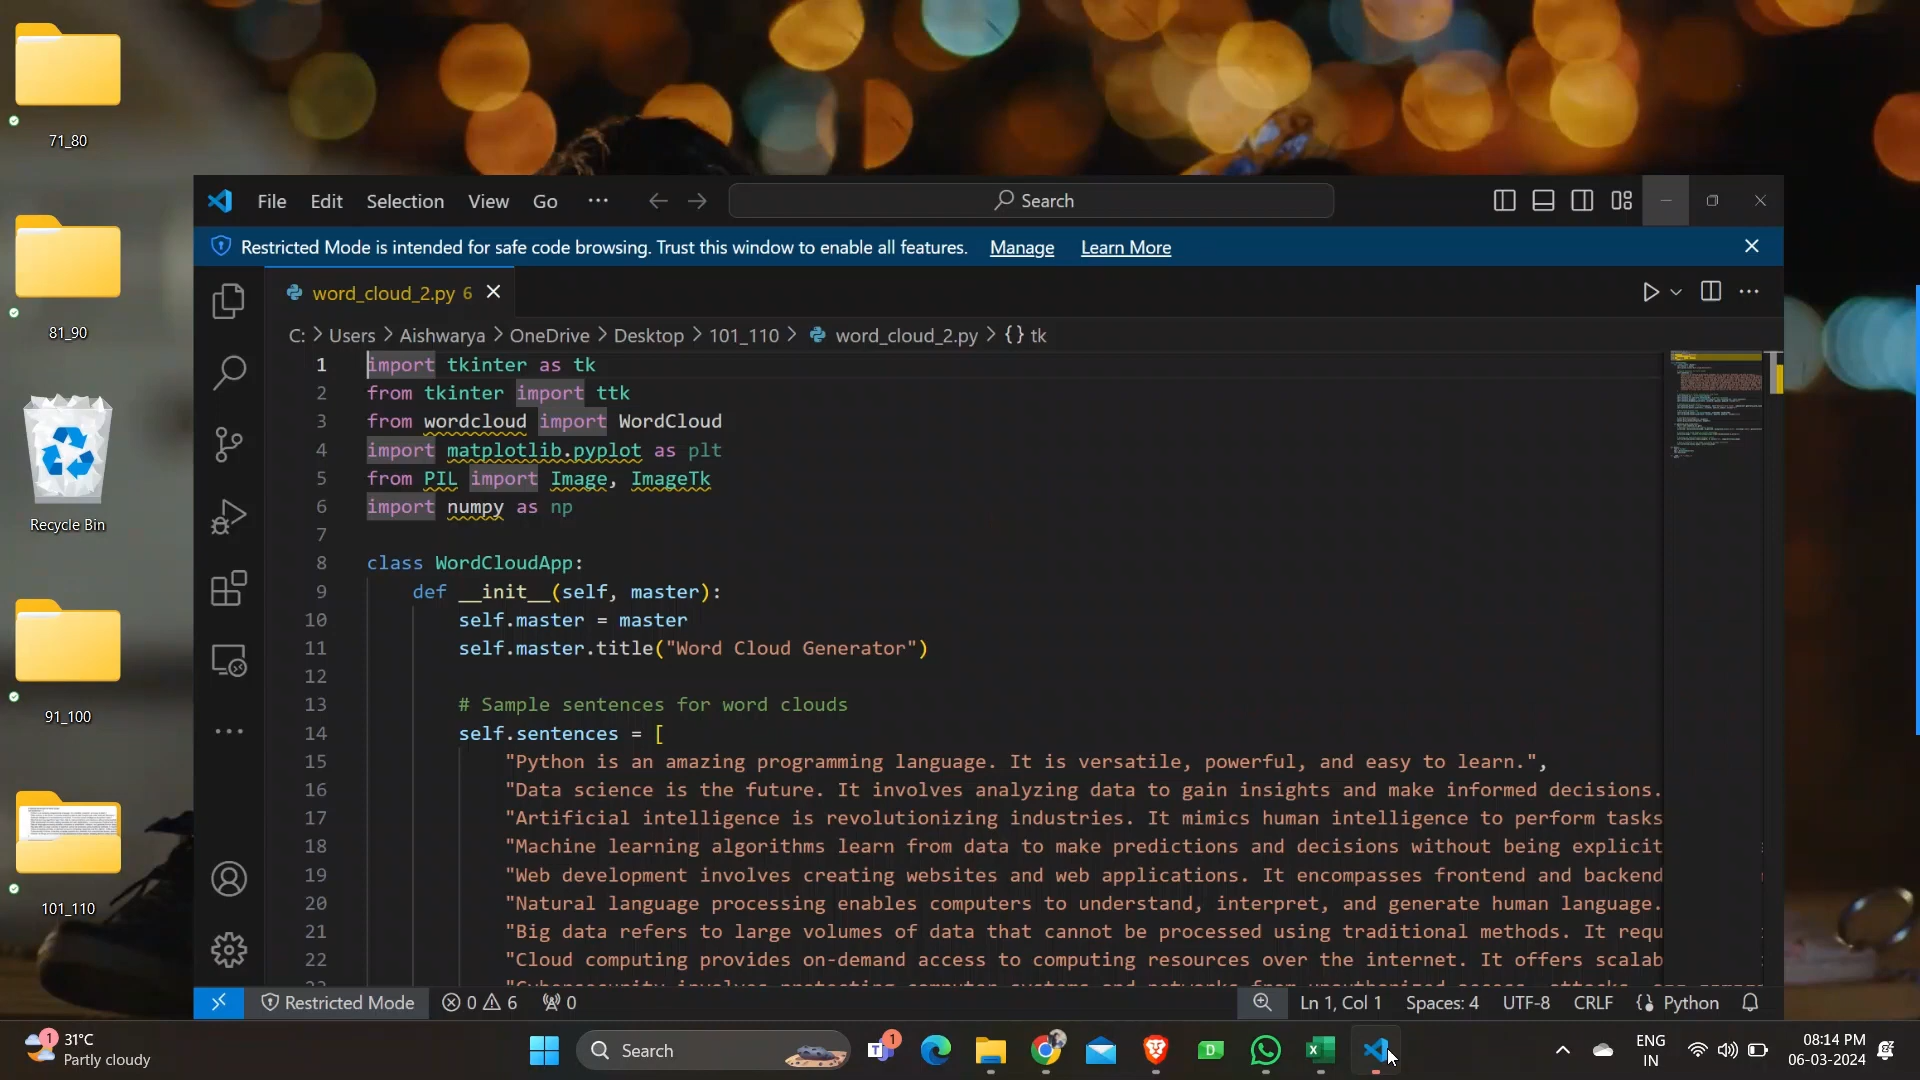 71_80
81_90
Recycle Bin
91_100
101_110
File Edit Selection View Go ··· Search
Restricted Mode is intended for safe code browsing. Trust this window to enable all features. Manage Learn More
word_cloud_2.py 6
C: > Users > Aishwarya > OneDrive > Desktop > 101_110 > word_cloud_2.py > {} tk
1 import tkinter as tk
2 from tkinter import ttk
3 from wordcloud import WordCloud
4 import matplotlib.pyplot as plt
5 from PIL import Image, ImageTk
6 import numpy as np
7
8 class WordCloudApp:
9 def __init__(self, master):
10 self.master = master
11 self.master.title("Word Cloud Generator")
12
13 # Sample sentences for word clouds
14 self.sentences = [
15 "Python is an amazing programming language. It is versatile, powerful, and easy to learn.",
16 "Data science is the future. It involves analyzing data to gain insights and make informed decisions.
17 "Artificial intelligence is revolutionizing industries. It mimics human intelligence to perform tasks
18 "Machine learning algorithms learn from data to make predictions and decisions without being explicit
19 "Web development involves creating websites and web applications. It encompasses frontend and backend
20 "Natural language processing enables computers to understand, interpret, and generate human language.
21 "Big data refers to large volumes of data that cannot be processed using traditional methods. It requ
22 "Cloud computing provides on-demand access to computing resources over the internet. It offers scalab
Restricted Mode 0 6 0 Ln 1, Col 1 Spaces: 4 UTF-8 CRLF {} Python
1 31°C
Partly cloudy
Search
1
ENG
IN
08:14 PM
06-03-2024